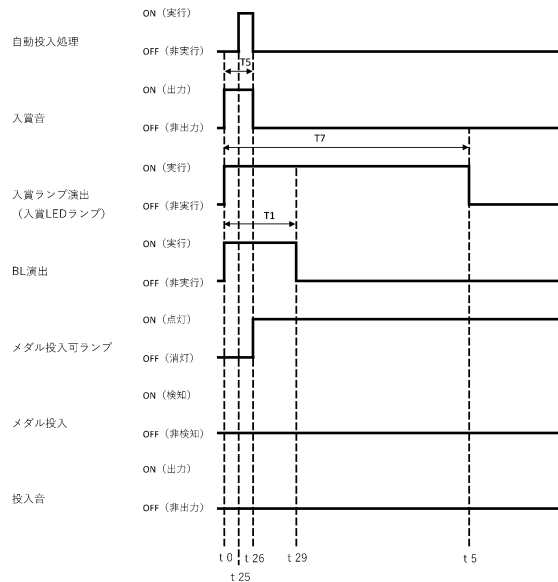 ON（実行）
自動投入処理
OFF（非実行）
T5
ON（出力）
入賞音
OFF（非出力）
T7
ON（実行）
入賞ランプ演出
（入賞LEDランプ）
OFF（非実行）
T1
ON（実行）
BL演出
OFF（非実行）
ON（点灯）
メダル投入可ランプ
OFF（消灯）
ON（検知）
メダル投入
OFF（非検知）
ON（出力）
投入音
OFF（非出力）
t 0 t 26 t 29 t 5
t 25